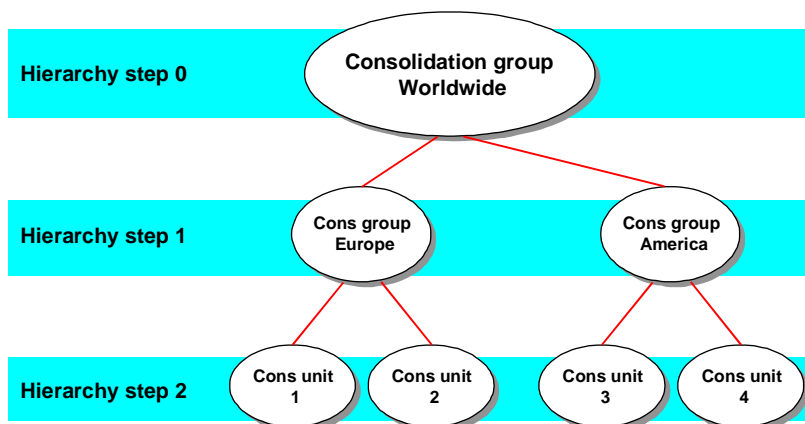 Hierarchy step 0
Consolidation group
Worldwide
Hierarchy step 1
Cons group
Europe
Cons group
America
Hierarchy step 2
Cons unit
1
Cons unit
2
Cons unit
3
Cons unit
4